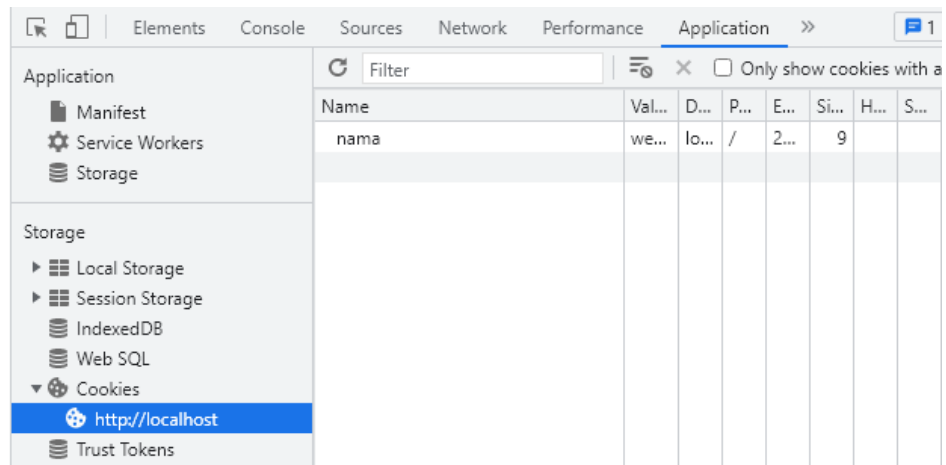 Elements Console Sources Network Performance Application » 1
Application
Manifest
Service Workers
Storage
Storage
Local Storage
Session Storage
IndexedDB
Web SQL
Cookies
http://localhost
Trust Tokens
Filter Only show cookies with a
Name Val... D... P... E... Si... H... S...
nama we... lo... / 2... 9